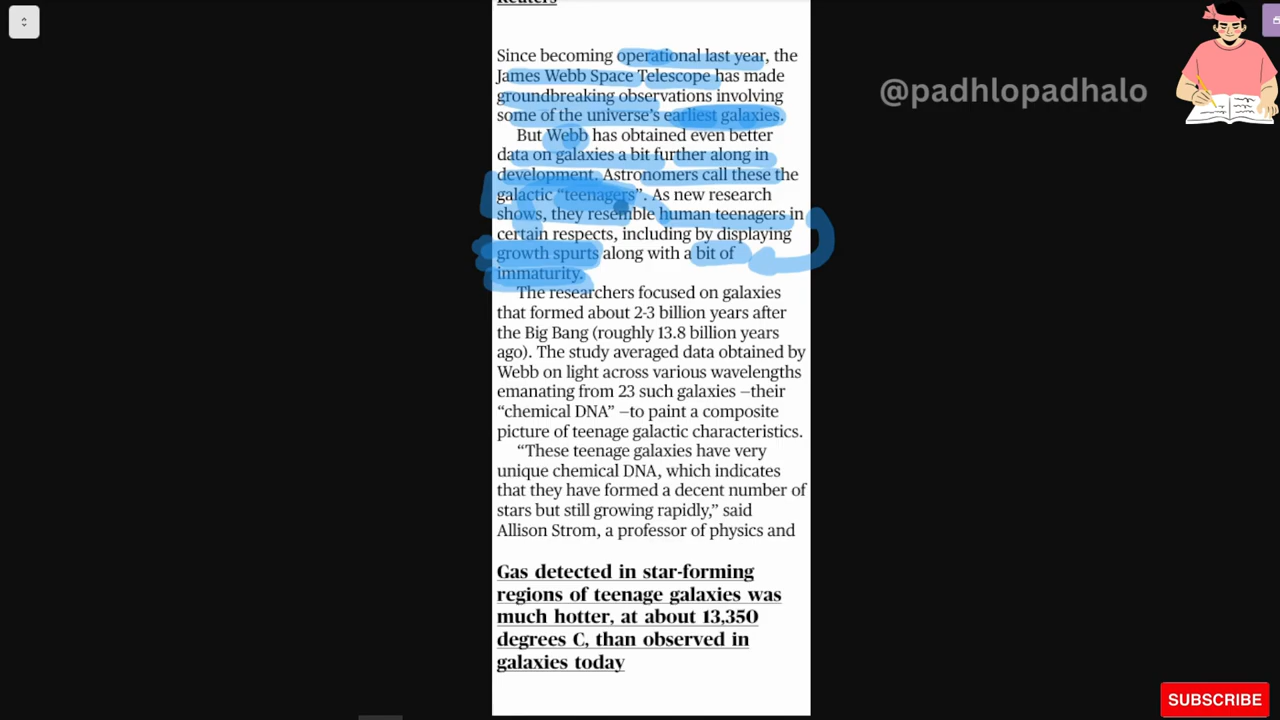 Reuters
Since becoming operational last year, the
James Webb Space Telescope has made
groundbreaking observations involving
some of the universe's earliest galaxies.
But Webb has obtained even better
data on galaxies a bit further along in
development. Astronomers call these the
galactic “teenagers”. As new research
shows, they resemble human teenagers in
certain respects, including by displaying
growth spurts along with a bit of
immaturity.
The researchers focused on galaxies
that formed about 2-3 billion years after
the Big Bang (roughly 13.8 billion years
ago). The study averaged data obtained by
Webb on light across various wavelengths
emanating from 23 such galaxies —their
“chemical DNA” —to paint a composite
picture of teenage galactic characteristics.
“These teenage galaxies have very
unique chemical DNA, which indicates
that they have formed a decent number of
stars but still growing rapidly,” said
Allison Strom, a professor of physics and
Gas detected in star-forming
regions of teenage galaxies was
much hotter, at about 13,350
degrees C, than observed in
galaxies today
@padhlopadhalo
SUBSCRIBE